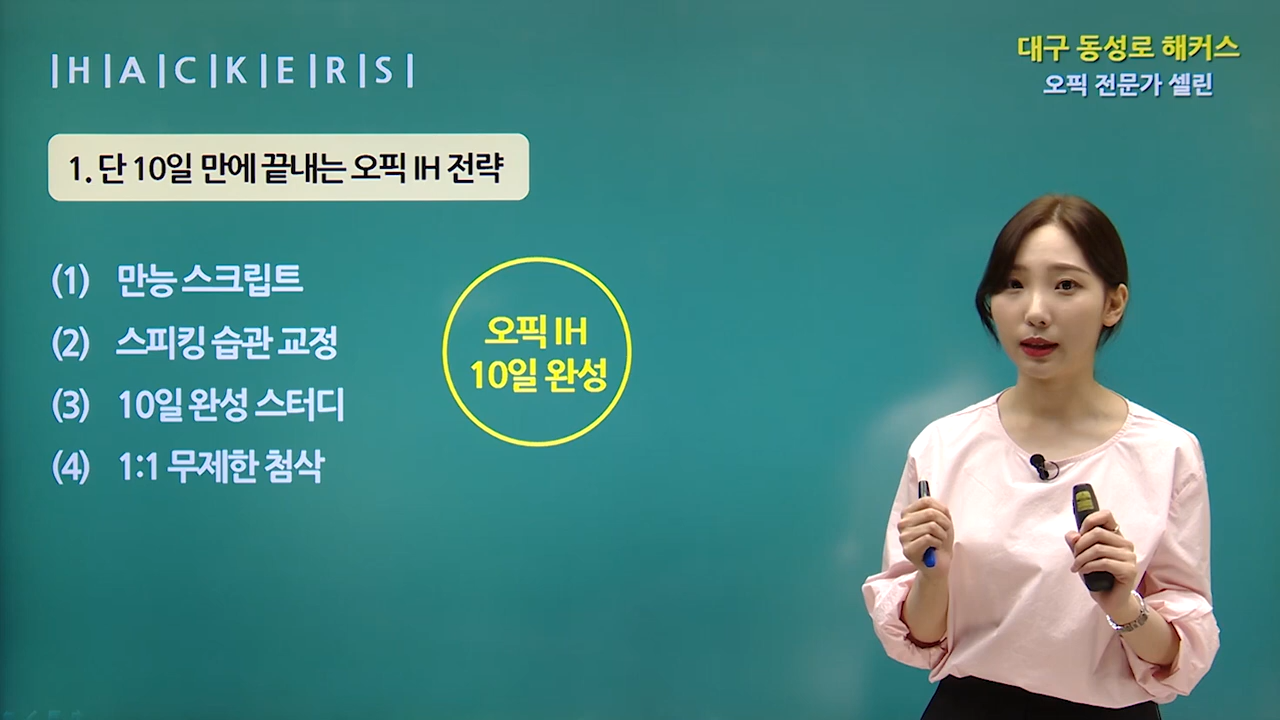 |H|A|C|K|E|R|S|
대구 동성로 해커스
오픽 전문가 셀린
1. 단 10일 만에 끝내는 오픽 IH 전략
(1) 만능 스크립트
(2) 스피킹 습관 교정
(3) 10일 완성 스터디
(4) 1:1 무제한 첨삭
오픽 IH
10일 완성